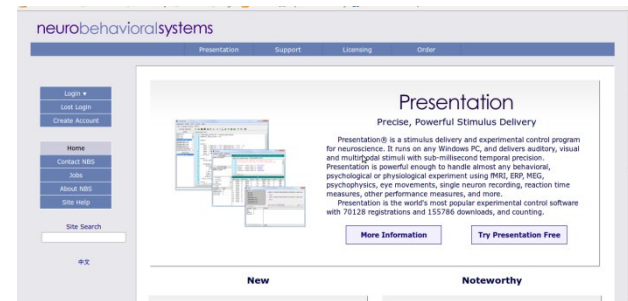 neurobehavioralsystems
Presentation Support Licensing Order
Login ▾
Lost Login
Create Account
Home
Contact NBS
Jobs
About NBS
Site Help
Site Search
中文
Presentation
Precise, Powerful Stimulus Delivery
Presentation® is a stimulus delivery and experimental control program
for neuroscience. It runs on any Windows PC, and delivers auditory, visual
and multimodal stimuli with sub-millisecond temporal precision.
Presentation is powerful enough to handle almost any behavioral,
psychological or physiological experiment using fMRI, ERP, MEG,
psychophysics, eye movements, single neuron recording, reaction time
measures, other performance measures, and more.
Presentation is the world's most popular experimental control software
with 70128 registrations and 155786 downloads, and counting.
More Information Try Presentation Free
New Noteworthy